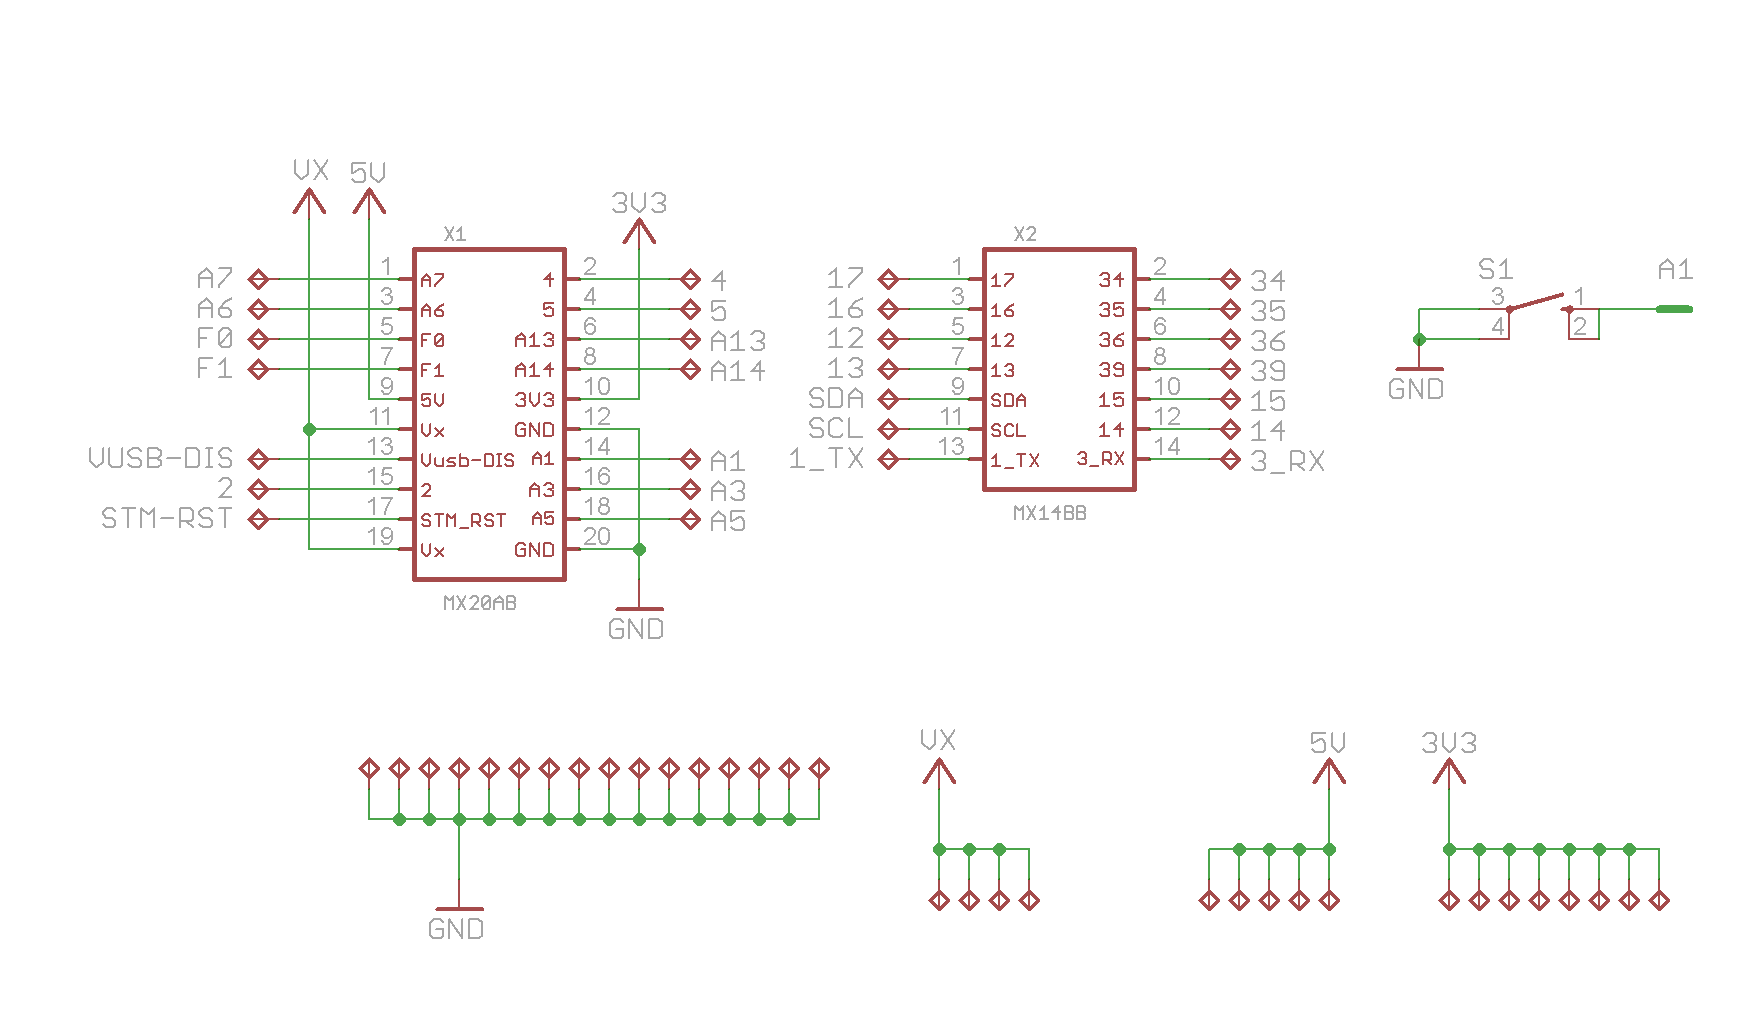 VX 5V
3V3
X1
A7 1 A7 4 2 4
A6 3 A6 5 4 5
F0 5 F0 A13 6 A13
F1 7 F1 A14 8 A14
9 5V 3V3 10
11 Vx GND 12
VUSB-DIS 13 Vusb-DIS A1 14 A1
2 15 2 A3 16 A3
STM-RST 17 STM_RST A5 18 A5
19 Vx GND 20
MX20AB
GND
X2
17 1 17 34 2 34
16 3 16 35 4 35
12 5 12 36 6 36
13 7 13 39 8 39
SDA 9 SDA 15 10 15
SCL 11 SCL 14 12 14
1_TX 13 1_TX 3_RX 14 3_RX
MX14BB
S1 A1
3 1
4 2
GND
GND
VX
5V
3V3